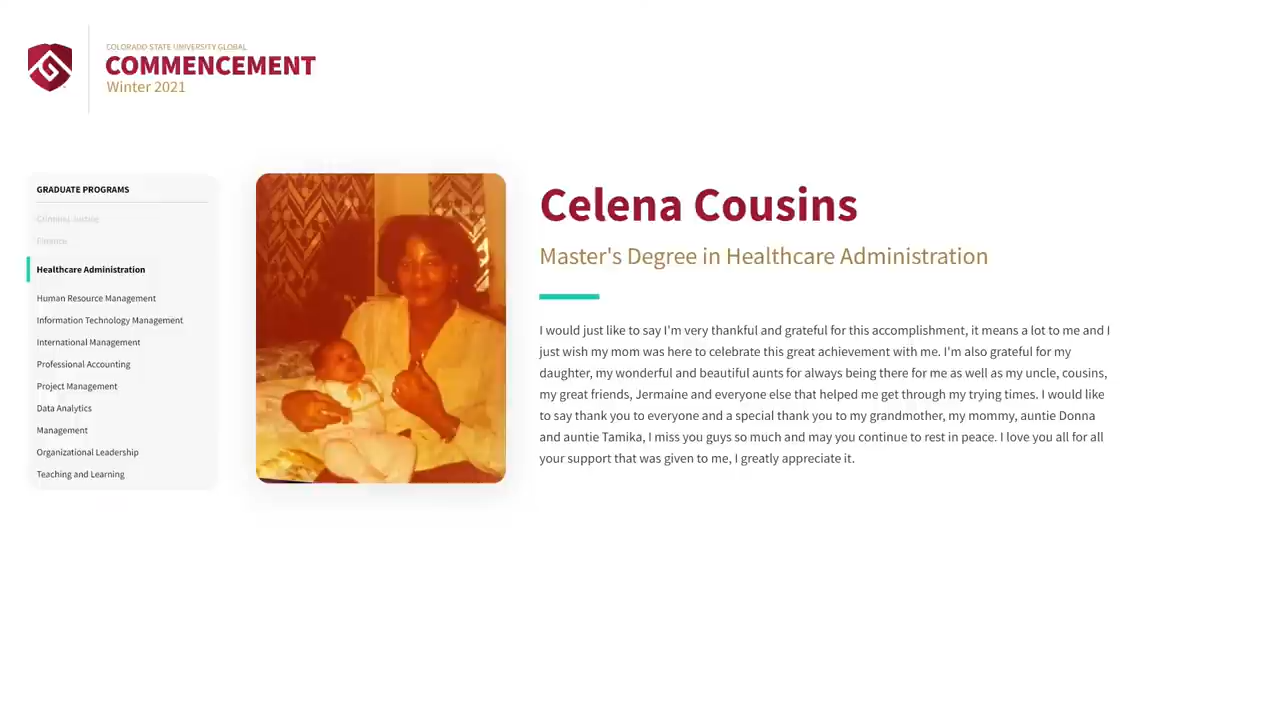 COLORADO STATE UNIVERSITY GLOBAL
COMMENCEMENT
Winter 2021
GRADUATE PROGRAMS
Criminal Justice
Finance
Healthcare Administration
Human Resource Management
Information Technology Management
International Management
Professional Accounting
Project Management
Data Analytics
Management
Organizational Leadership
Teaching and Learning
Celena Cousins
Master's Degree in Healthcare Administration
I would just like to say I'm very thankful and grateful for this accomplishment, it means a lot to me and I
just wish my mom was here to celebrate this great achievement with me. I'm also grateful for my
daughter, my wonderful and beautiful aunts for always being there for me as well as my uncle, cousins,
my great friends, Jermaine and everyone else that helped me get through my trying times. I would like
to say thank you to everyone and a special thank you to my grandmother, my mommy, auntie Donna
and auntie Tamika, I miss you guys so much and may you continue to rest in peace. I love you all for all
your support that was given to me, I greatly appreciate it.